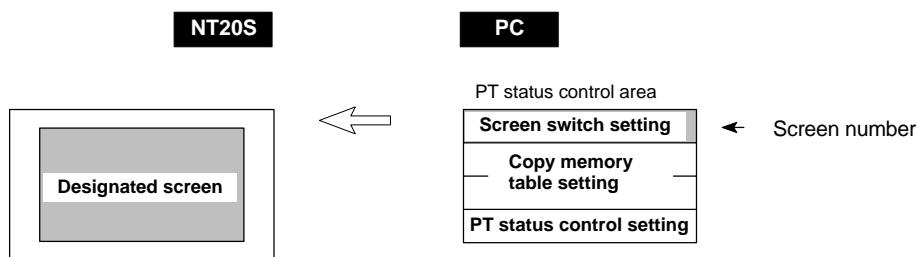 NT20S
PC
PT status control area
Screen switch setting
Screen number
Copy memory
table setting
Designated screen
PT status control setting